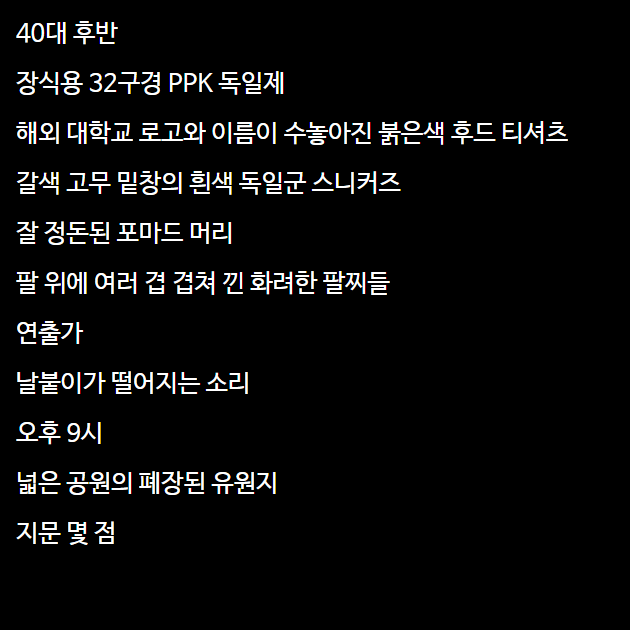 40대 후반
장식용 32구경 PPK 독일제
해외 대학교 로고와 이름이 수놓아진 붉은색 후드 티셔츠
갈색 고무 밑창의 흰색 독일군 스니커즈
잘 정돈된 포마드 머리
팔 위에 여러 겹 겹쳐 낀 화려한 팔찌들
연출가
날붙이가 떨어지는 소리
오후 9시
넓은 공원의 폐장된 유원지
지문 몇 점